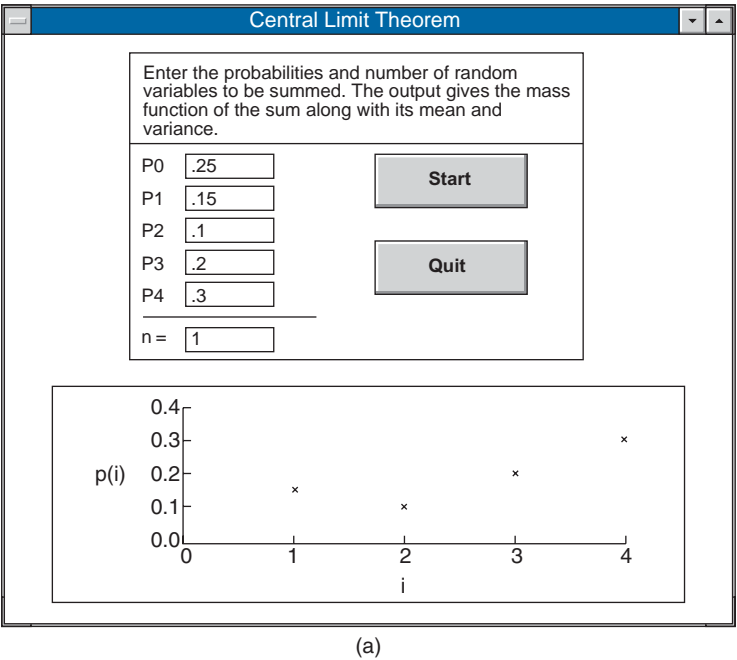 Central Limit Theorem
Enter the probabilities and number of random
variables to be summed. The output gives the mass
function of the sum along with its mean and
variance.
P0 .25
P1 .15
P2 .1
P3 .2
P4 .3
n = 1
Start
Quit
p(i)
0.4
0.3
0.2
0.1
0.0
0 1 2 3 4
i
(a)